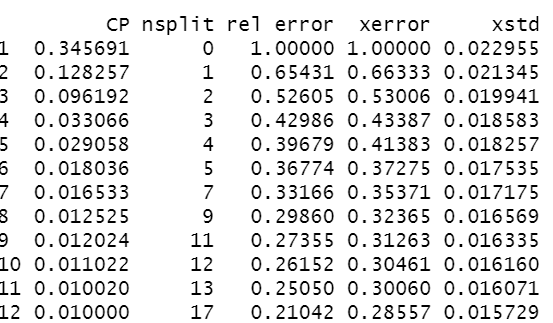 CP nsplit rel error xerror xstd
1 0.345691 0 1.00000 1.00000 0.022955
2 0.128257 1 0.65431 0.66333 0.021345
3 0.096192 2 0.52605 0.53006 0.019941
4 0.033066 3 0.42986 0.43387 0.018583
5 0.029058 4 0.39679 0.41383 0.018257
6 0.018036 5 0.36774 0.37275 0.017535
7 0.016533 7 0.33166 0.35371 0.017175
8 0.012525 9 0.29860 0.32365 0.016569
9 0.012024 11 0.27355 0.31263 0.016335
10 0.011022 12 0.26152 0.30461 0.016160
11 0.010020 13 0.25050 0.30060 0.016071
12 0.010000 17 0.21042 0.28557 0.015729